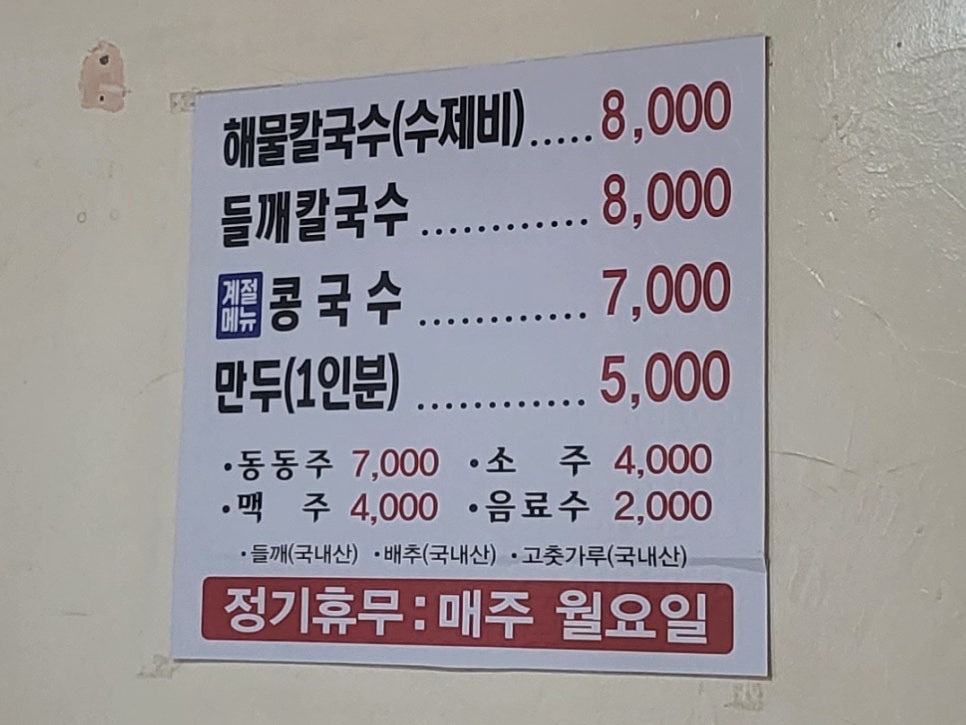 해물칼국수(수제비).....8,000
들깨칼국수............8,000
계절메뉴 콩국수............7,000
만두(1인분)............5,000
·동동주 7,000 ·소 주 4,000
·맥 주 4,000 ·음료수 2,000
·들깨(국내산) ·배추(국내산) ·고춧가루(국내산)
정기휴무:매주 월요일